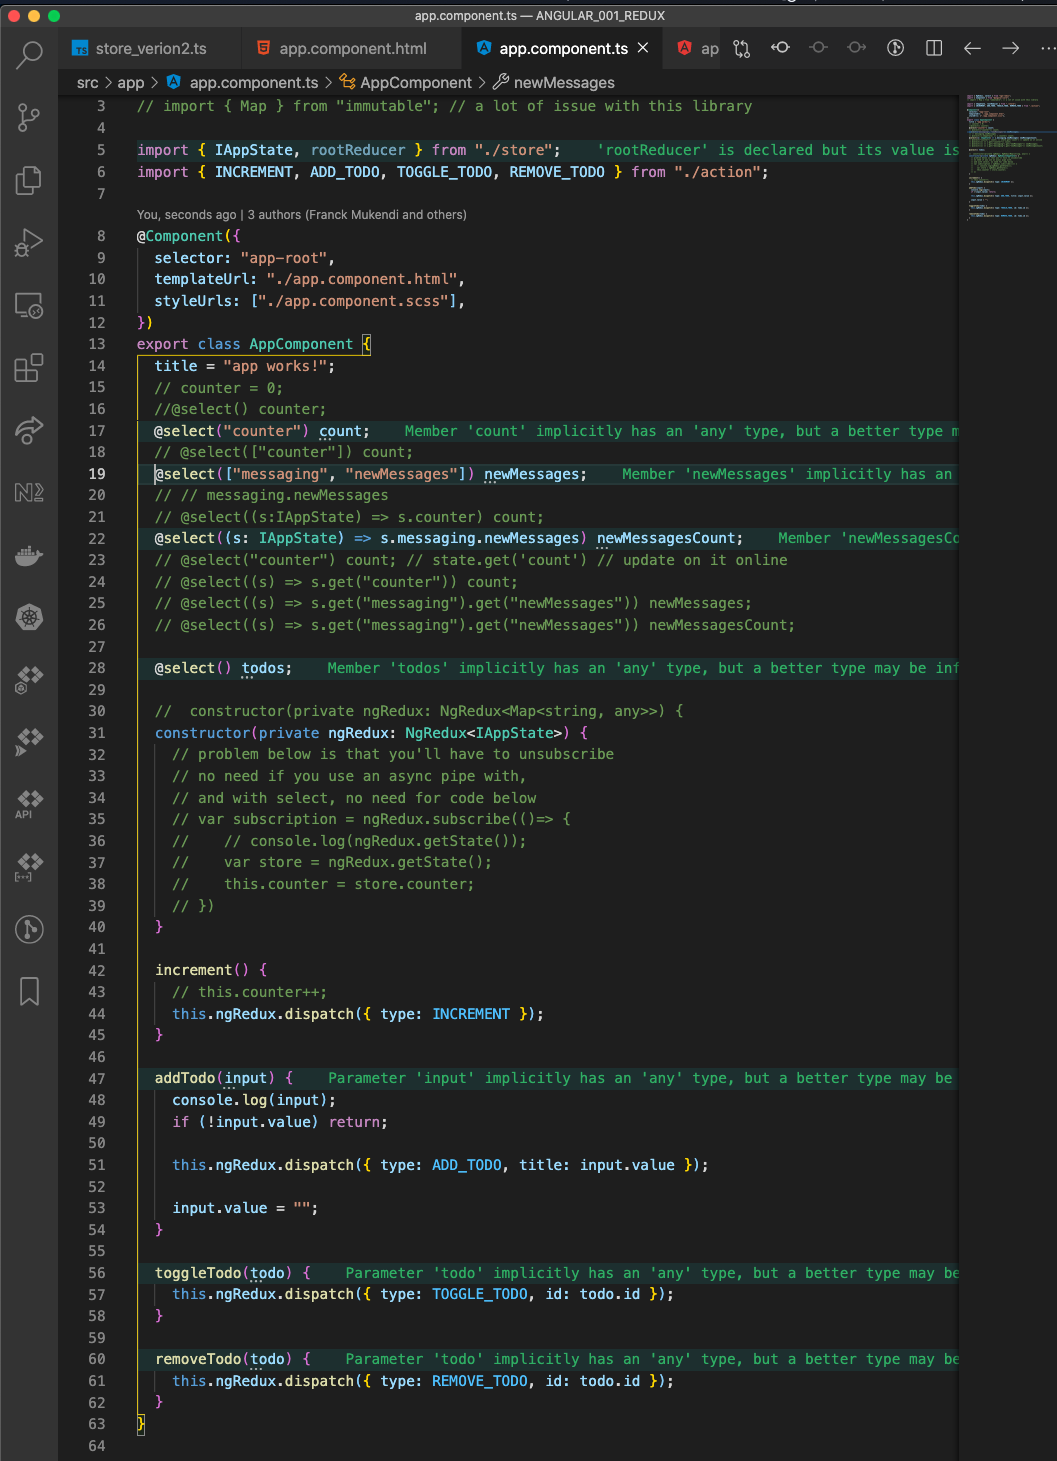 app.component.ts — ANGULAR_001_REDUX
TS store_verion2.ts
app.component.html
app.component.ts
ap
src > app > app.component.ts > AppComponent > newMessages
3 // import { Map } from "immutable"; // a lot of issue with this library
4
5 import { IAppState, rootReducer } from "./store"; 'rootReducer' is declared but its value is
6 import { INCREMENT, ADD_TODO, TOGGLE_TODO, REMOVE_TODO } from "./action";
7
You, seconds ago | 3 authors (Franck Mukendi and others)
8 @Component({
9 selector: "app-root",
10 templateUrl: "./app.component.html",
11 styleUrls: ["./app.component.scss"],
12 })
13 export class AppComponent {
14 title = "app works!";
15 // counter = 0;
16 //@select() counter;
17 @select("counter") count; Member 'count' implicitly has an 'any' type, but a better type m
18 // @select(["counter"]) count;
19 @select(["messaging", "newMessages"]) newMessages; Member 'newMessages' implicitly has an
20 // // messaging.newMessages
21 // @select((s:IAppState) => s.counter) count;
22 @select((s: IAppState) => s.messaging.newMessages) newMessagesCount; Member 'newMessagesCo
23 // @select("counter") count; // state.get('count') // update on it online
24 // @select((s) => s.get("counter")) count;
25 // @select((s) => s.get("messaging").get("newMessages")) newMessages;
26 // @select((s) => s.get("messaging").get("newMessages")) newMessagesCount;
27
28 @select() todos; Member 'todos' implicitly has an 'any' type, but a better type may be inf
29
30 //  constructor(private ngRedux: NgRedux<Map<string, any>>) {
31 constructor(private ngRedux: NgRedux<IAppState>) {
32 // problem below is that you'll have to unsubscribe
33 // no need if you use an async pipe with,
34 // and with select, no need for code below
35 // var subscription = ngRedux.subscribe(()=> {
36 //    // console.log(ngRedux.getState());
37 //    var store = ngRedux.getState();
38 //    this.counter = store.counter;
39 // })
40 }
41
42 increment() {
43 // this.counter++;
44 this.ngRedux.dispatch({ type: INCREMENT });
45 }
46
47 addTodo(input) { Parameter 'input' implicitly has an 'any' type, but a better type may be
48 console.log(input);
49 if (!input.value) return;
50
51 this.ngRedux.dispatch({ type: ADD_TODO, title: input.value });
52
53 input.value = "";
54 }
55
56 toggleTodo(todo) { Parameter 'todo' implicitly has an 'any' type, but a better type may be
57 this.ngRedux.dispatch({ type: TOGGLE_TODO, id: todo.id });
58 }
59
60 removeTodo(todo) { Parameter 'todo' implicitly has an 'any' type, but a better type may be
61 this.ngRedux.dispatch({ type: REMOVE_TODO, id: todo.id });
62 }
63 }
64
API